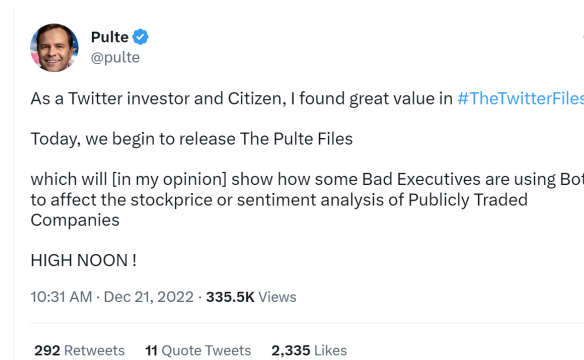 Pulte
@pulte
As a Twitter investor and Citizen, I found great value in #TheTwitterFiles
Today, we begin to release The Pulte Files
which will [in my opinion] show how some Bad Executives are using Bot
to affect the stockprice or sentiment analysis of Publicly Traded
Companies
HIGH NOON !
10:31 AM · Dec 21, 2022 · 335.5K Views
292 Retweets 11 Quote Tweets 2,335 Likes